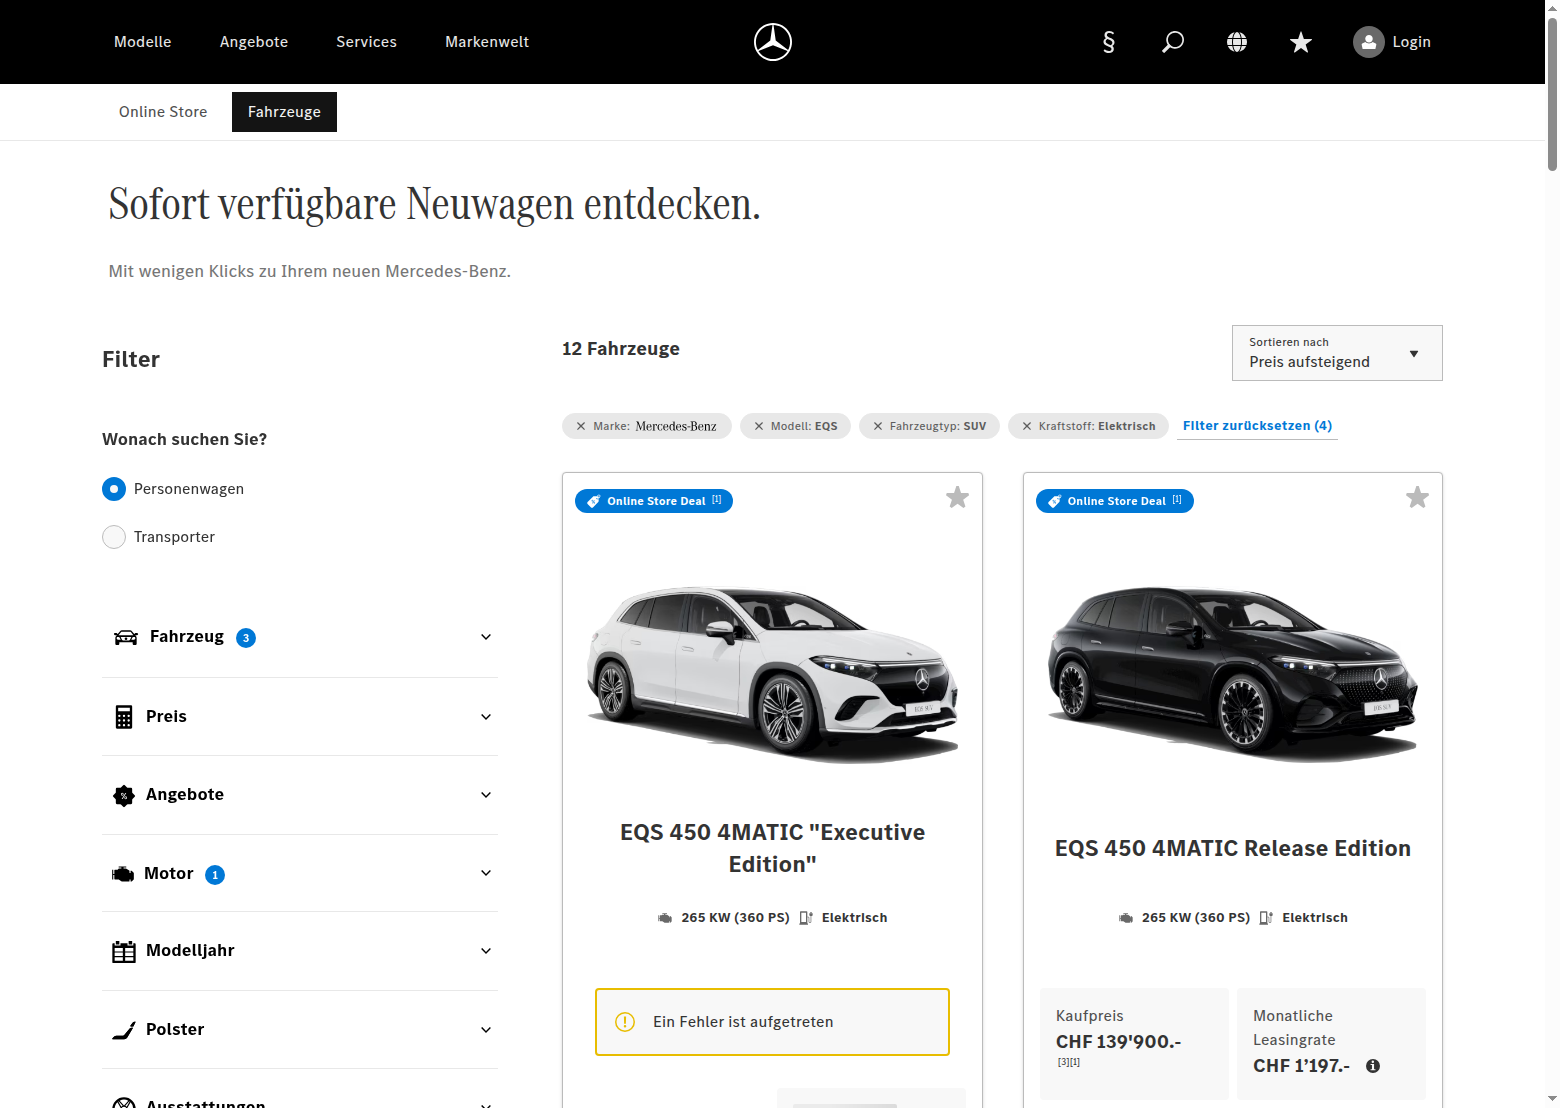 Modelle
Angebote
Services
Markenwelt
§
Login
Online Store
Fahrzeuge
Sofort verfügbare Neuwagen entdecken.
Mit wenigen Klicks zu Ihrem neuen Mercedes-Benz.
Filter
12 Fahrzeuge
Sortieren nach
Preis aufsteigend
Marke: Mercedes-Benz
Modell: EQS
Fahrzeugtyp: SUV
Kraftstoff: Elektrisch
Filter zurücksetzen (4)
Wonach suchen Sie?
Personenwagen
Transporter
Fahrzeug 3
Preis
Angebote
Motor 1
Modelljahr
Polster
Ausstattungen
Online Store Deal [1]
EQS SUV
EQS 450 4MATIC "Executive
Edition"
265 KW (360 PS) Elektrisch
Ein Fehler ist aufgetreten
Online Store Deal [1]
EQS SUV
EQS 450 4MATIC Release Edition
265 KW (360 PS) Elektrisch
Kaufpreis
CHF 139'900.-
[3][1]
Monatliche
Leasingrate
CHF 1’197.-